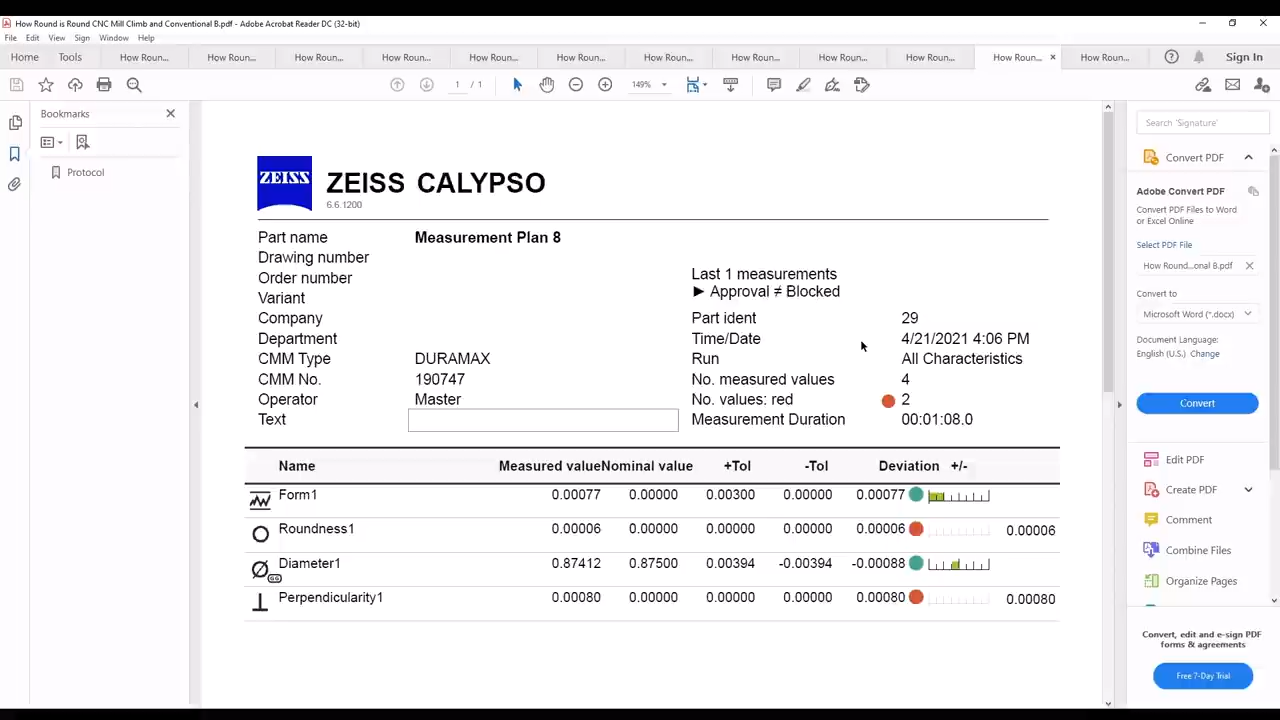 How Round is Round CNC Mill Climb and Conventional B.pdf - Adobe Acrobat Reader DC (32-bit)
File Edit View Sign Window Help
Home Tools How Roun... How Roun... How Roun... How Roun... How Roun... How Roun... How Roun... How Roun... How Roun... How Roun... How Roun... × How Roun... Sign In
1 / 1 149%
Bookmarks
Protocol
ZEISS
ZEISS CALYPSO
6.6.1200
Part name Measurement Plan 8
Drawing number
Order number Last 1 measurements
Variant ► Approval ≠ Blocked
Company Part ident 29
Department Time/Date 4/21/2021 4:06 PM
CMM Type DURAMAX Run All Characteristics
CMM No. 190747 No. measured values 4
Operator Master No. values: red 2
Text Measurement Duration 00:01:08.0
Name Measured value Nominal value +Tol -Tol Deviation +/-
Form1 0.00077 0.00000 0.00300 0.00000 0.00077
Roundness1 0.00006 0.00000 0.00000 0.00000 0.00006 0.00006
GG Diameter1 0.87412 0.87500 0.00394 -0.00394 -0.00088
Perpendicularity1 0.00080 0.00000 0.00000 0.00000 0.00080 0.00080
Search 'Signature'
Convert PDF
Adobe Convert PDF
Convert PDF Files to Word
or Excel Online
Select PDF File
How Round...onal B.pdf
Convert to
Microsoft Word (*.docx)
Document Language:
English (U.S.) Change
Convert
Edit PDF
Create PDF
Comment
Combine Files
Organize Pages
Convert, edit and e-sign PDF
forms & agreements
Free 7-Day Trial